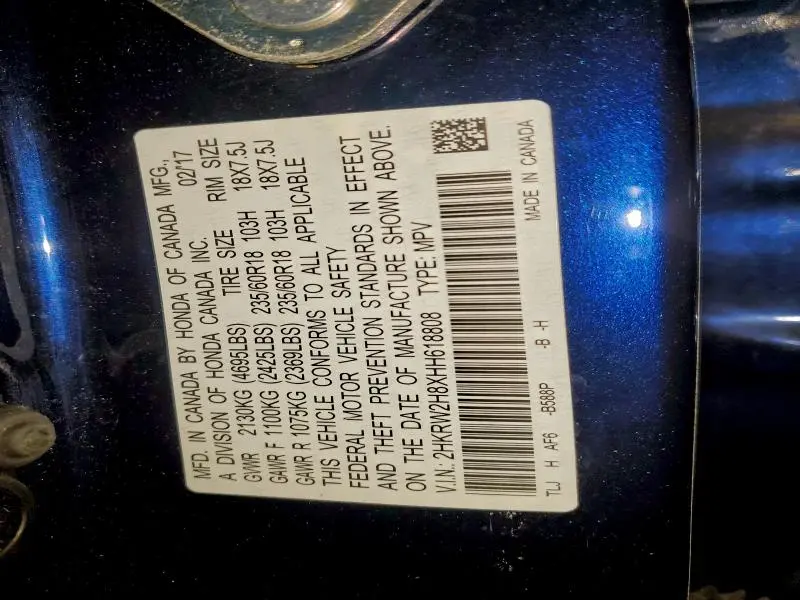 MFD. IN CANADA BY HONDA OF CANADA MFG.,
A DIVISION OF HONDA CANADA INC. 02/17
GVWR 2130KG (4695LBS) TIRE SIZE RIM SIZE
GAWR F 1100KG (2425LBS) 235/60R18 103H 18X7.5J
GAWR R 1075KG (2369LBS) 235/60R18 103H 18X7.5J
THIS VEHICLE CONFORMS TO ALL APPLICABLE
FEDERAL MOTOR VEHICLE SAFETY
AND THEFT PREVENTION STANDARDS IN EFFECT
ON THE DATE OF MANUFACTURE SHOWN ABOVE.
V.I.N.: 2HKRW2H8XHH618808 TYPE: MPV
TLJ H AF6 -B588P -B -H MADE IN CANADA